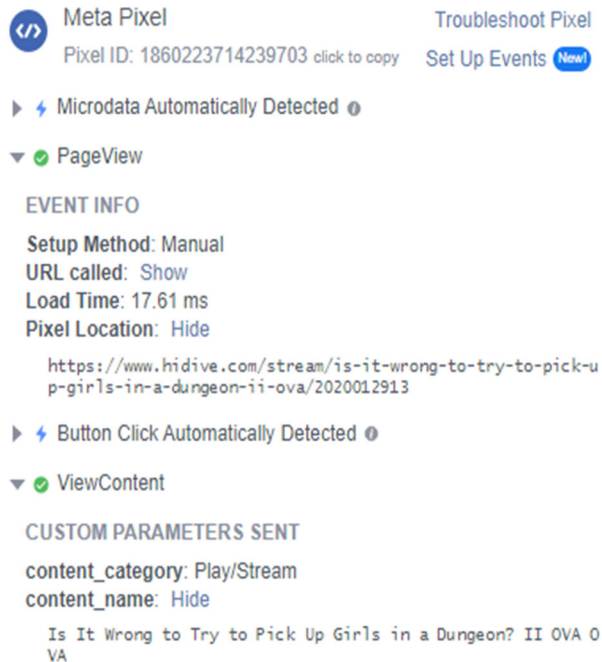 Meta Pixel
Troubleshoot Pixel
Pixel ID: 1860223714239703 click to copy
Set Up Events New!
Microdata Automatically Detected
PageView
EVENT INFO
Setup Method: Manual
URL called: Show
Load Time: 17.61 ms
Pixel Location: Hide
https://www.hidive.com/stream/is-it-wrong-to-try-to-pick-u
p-girls-in-a-dungeon-ii-ova/2020012913
Button Click Automatically Detected
ViewContent
CUSTOM PARAMETERS SENT
content_category: Play/Stream
content_name: Hide
Is It Wrong to Try to Pick Up Girls in a Dungeon? II OVA O
VA